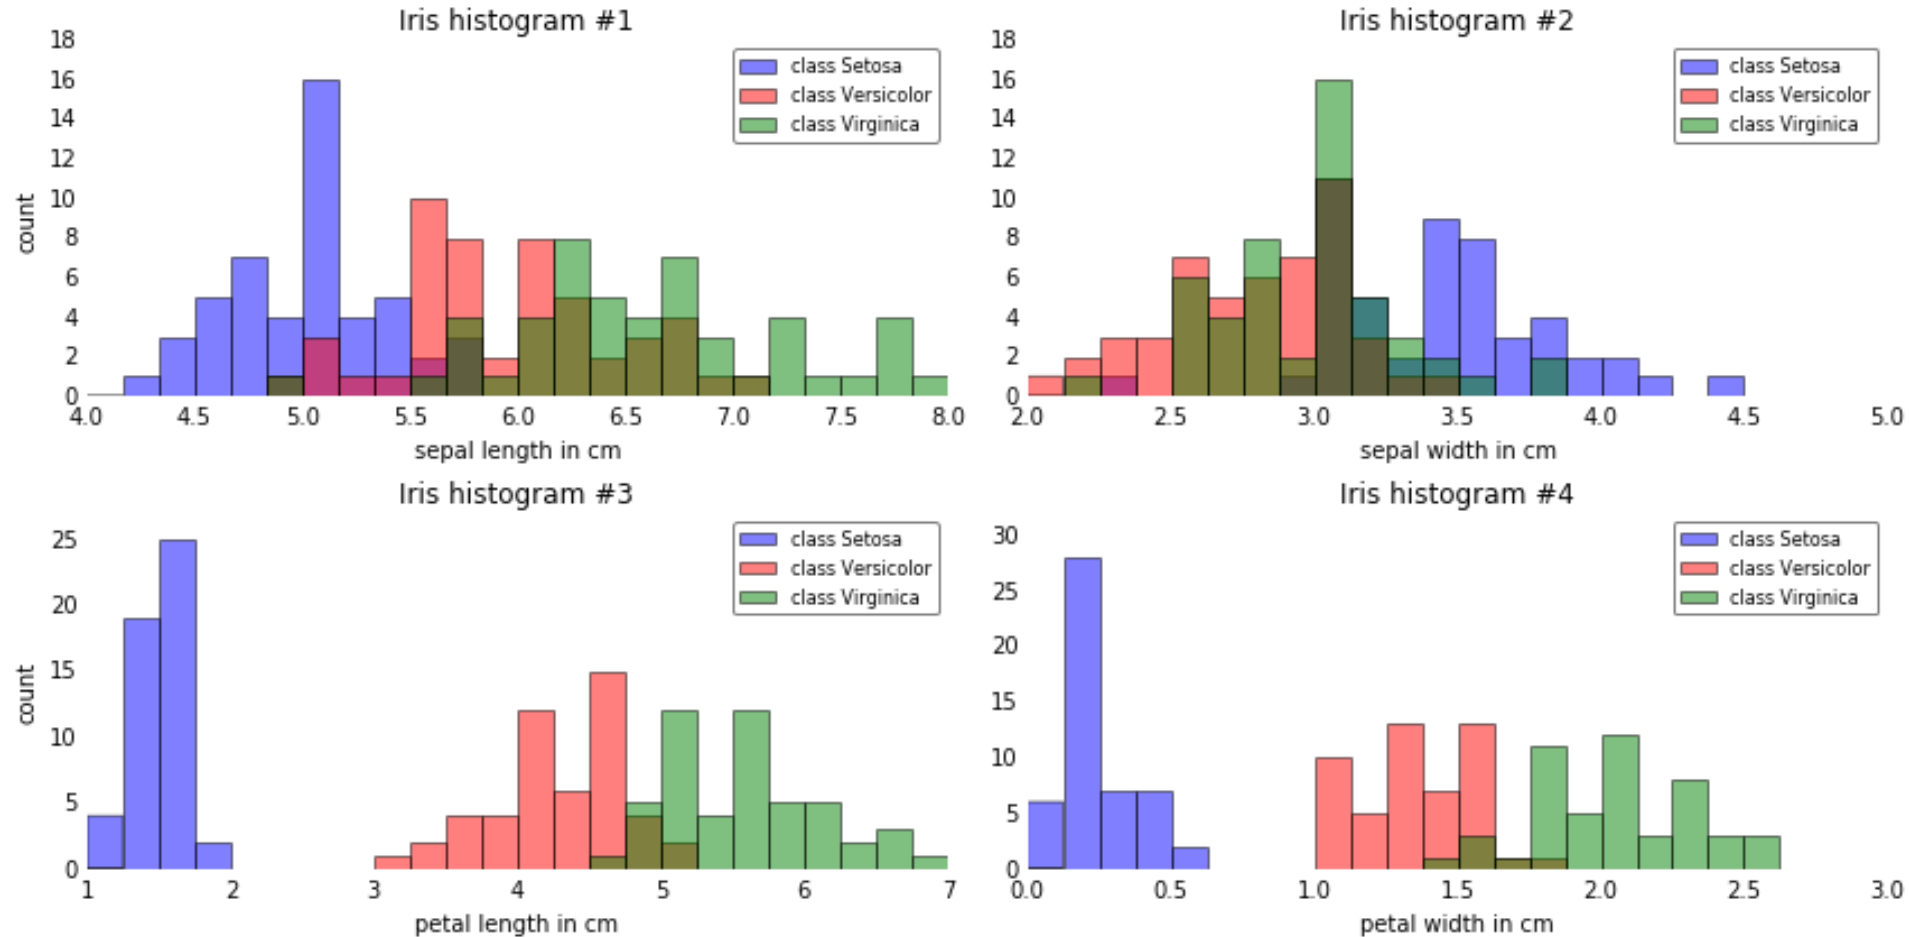 Iris histogram #1
18
16
14
12
10
8
6
4
2
0
count
class Setosa
class Versicolor
class Virginica
4.0 4.5 5.0 5.5 6.0 6.5 7.0 7.5 8.0
sepal length in cm
Iris histogram #2
18
16
14
12
10
8
6
4
2
0
class Setosa
class Versicolor
class Virginica
2.0 2.5 3.0 3.5 4.0 4.5 5.0
sepal width in cm
Iris histogram #3
25
20
15
10
5
0
count
class Setosa
class Versicolor
class Virginica
1 2 3 4 5 6 7
petal length in cm
Iris histogram #4
30
25
20
15
10
5
0
class Setosa
class Versicolor
class Virginica
0.0 0.5 1.0 1.5 2.0 2.5 3.0
petal width in cm